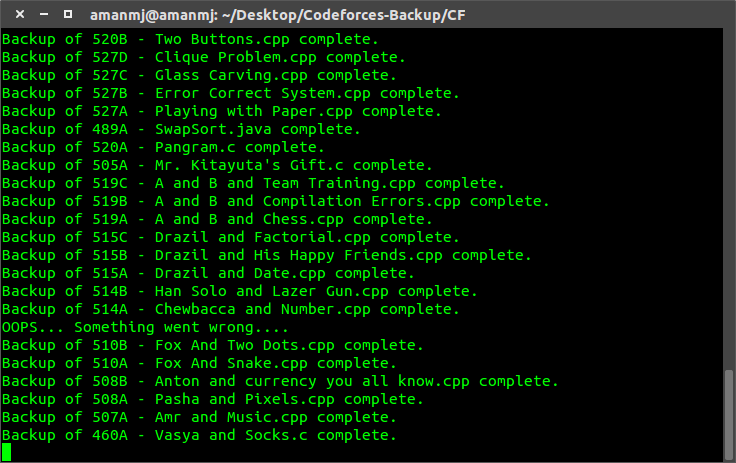 amanmj@amanmj: ~/Desktop/Codeforces-Backup/CF
Backup of 520B - Two Buttons.cpp complete.
Backup of 527D - Clique Problem.cpp complete.
Backup of 527C - Glass Carving.cpp complete.
Backup of 527B - Error Correct System.cpp complete.
Backup of 527A - Playing with Paper.cpp complete.
Backup of 489A - SwapSort.java complete.
Backup of 520A - Pangram.c complete.
Backup of 505A - Mr. Kitayuta's Gift.c complete.
Backup of 519C - A and B and Team Training.cpp complete.
Backup of 519B - A and B and Compilation Errors.cpp complete.
Backup of 519A - A and B and Chess.cpp complete.
Backup of 515C - Drazil and Factorial.cpp complete.
Backup of 515B - Drazil and His Happy Friends.cpp complete.
Backup of 515A - Drazil and Date.cpp complete.
Backup of 514B - Han Solo and Lazer Gun.cpp complete.
Backup of 514A - Chewbacca and Number.cpp complete.
OOPS... Something went wrong....
Backup of 510B - Fox And Two Dots.cpp complete.
Backup of 510A - Fox And Snake.cpp complete.
Backup of 508B - Anton and currency you all know.cpp complete.
Backup of 508A - Pasha and Pixels.cpp complete.
Backup of 507A - Amr and Music.cpp complete.
Backup of 460A - Vasya and Socks.c complete.